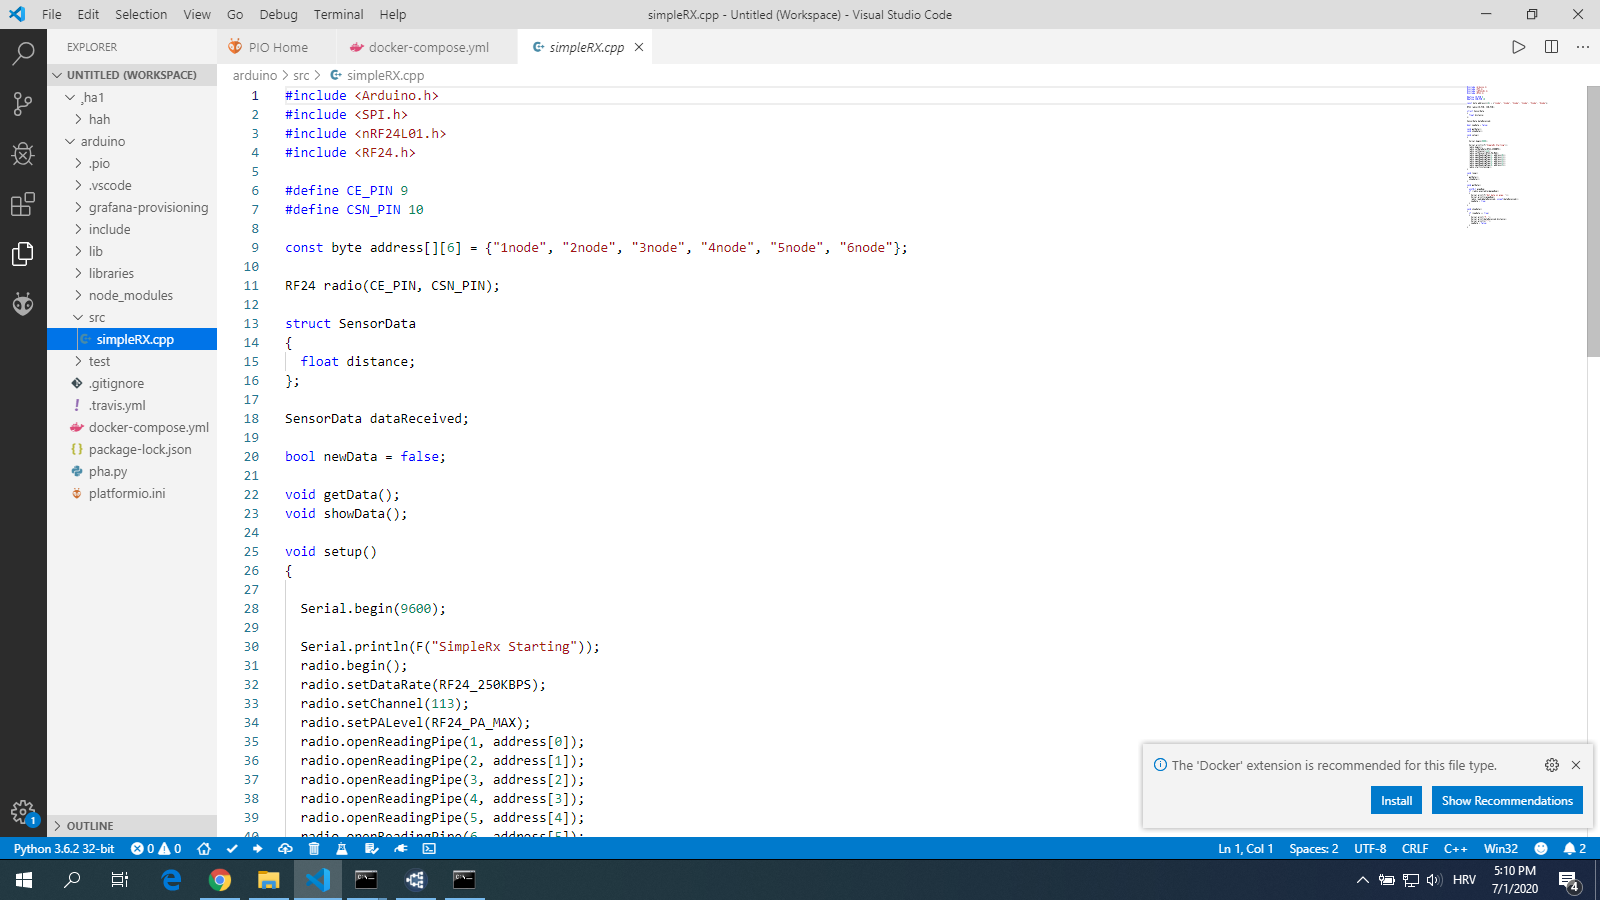 File Edit Selection View Go Debug Terminal Help
simpleRX.cpp - Untitled (Workspace) - Visual Studio Code
EXPLORER
UNTITLED (WORKSPACE)
hah
arduino
.pio
.vscode
grafana-provisioning
include
lib
libraries
node_modules
src
simpleRX.cpp
test
.gitignore
.travis.yml
docker-compose.yml
package-lock.json
pha.py
platformio.ini
OUTLINE
1
PIO Home
docker-compose.yml
simpleRX.cpp
arduino > src > simpleRX.cpp
1 #include <Arduino.h>
2 #include <SPI.h>
3 #include <nRF24L01.h>
4 #include <RF24.h>
5
6 #define CE_PIN 9
7 #define CSN_PIN 10
8
9 const byte address[][6] = {"1node", "2node", "3node", "4node", "5node", "6node"};
10
11 RF24 radio(CE_PIN, CSN_PIN);
12
13 struct SensorData
14 {
15 float distance;
16 };
17
18 SensorData dataReceived;
19
20 bool newData = false;
21
22 void getData();
23 void showData();
24
25 void setup()
26 {
27
28 Serial.begin(9600);
29
30 Serial.println(F("SimpleRx Starting"));
31 radio.begin();
32 radio.setDataRate(RF24_250KBPS);
33 radio.setChannel(113);
34 radio.setPALevel(RF24_PA_MAX);
35 radio.openReadingPipe(1, address[0]);
36 radio.openReadingPipe(2, address[1]);
37 radio.openReadingPipe(3, address[2]);
38 radio.openReadingPipe(4, address[3]);
39 radio.openReadingPipe(5, address[4]);
40 radio.openReadingPipe(6, address[5]);
The 'Docker' extension is recommended for this file type.
Install
Show Recommendations
Python 3.6.2 32-bit 0 0
Ln 1, Col 1 Spaces: 2 UTF-8 CRLF C++ Win32 2
HRV
5:10 PM
7/1/2020
4